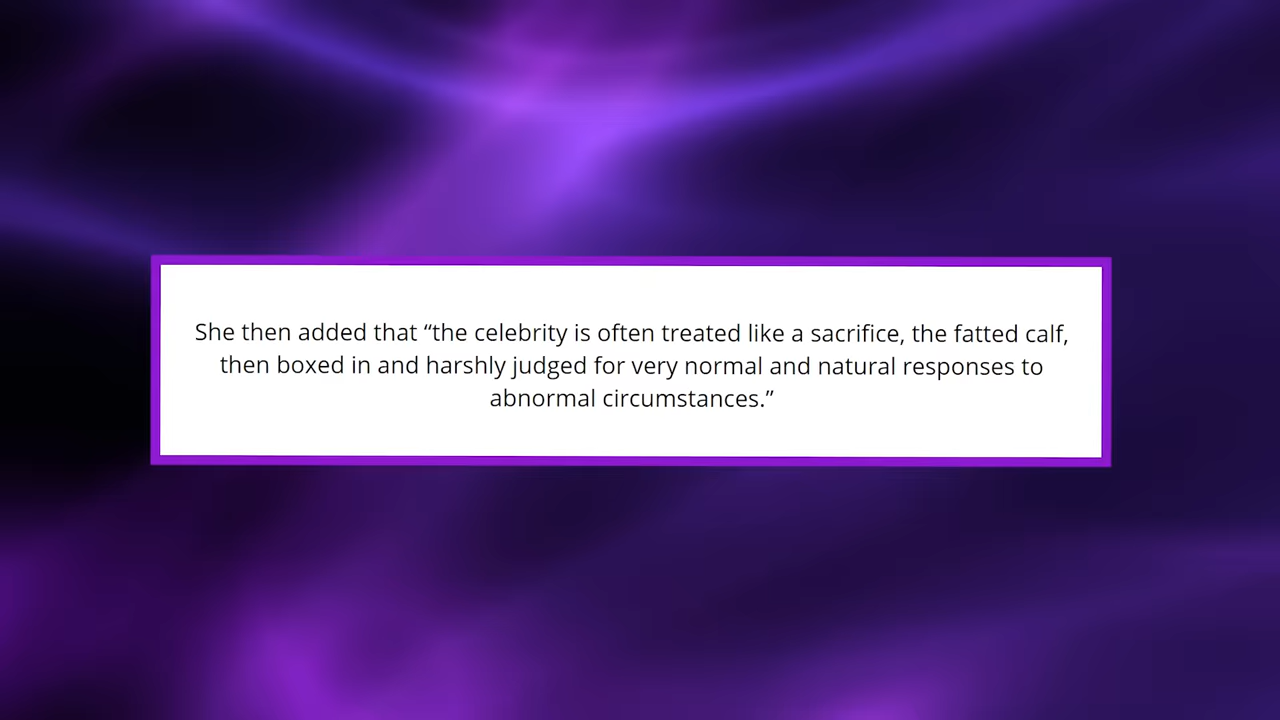 She then added that “the celebrity is often treated like a sacrifice, the fatted calf,
then boxed in and harshly judged for very normal and natural responses to
abnormal circumstances.”